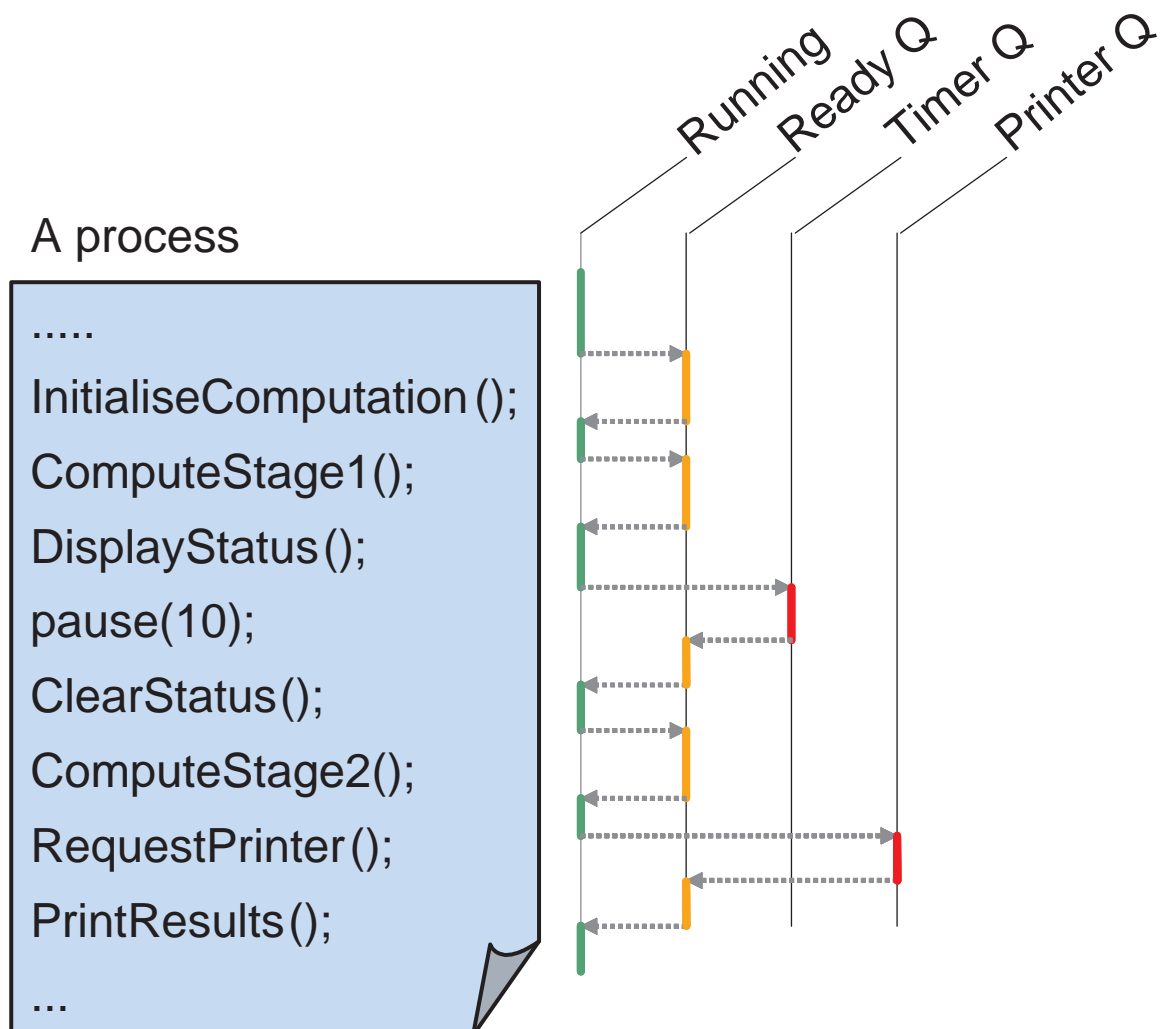 Running
Ready Q
Timer Q
Printer Q
A process
.....
InitialiseComputation();
ComputeStage1();
DisplayStatus();
pause(10);
ClearStatus();
ComputeStage2();
RequestPrinter();
PrintResults();
...